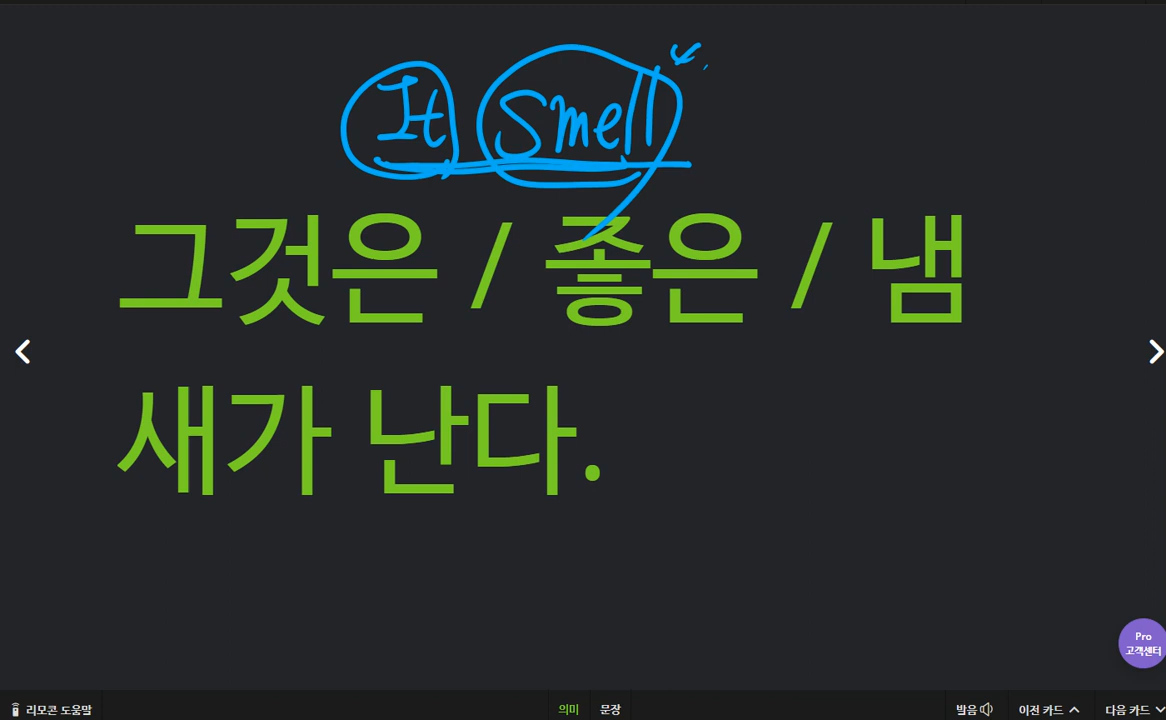 It Smell
그것은 / 좋은 / 냄
새가 난다.
Pro
고객센터
리모콘 도움말
의미
문장
발음
이전 카드
다음 카드